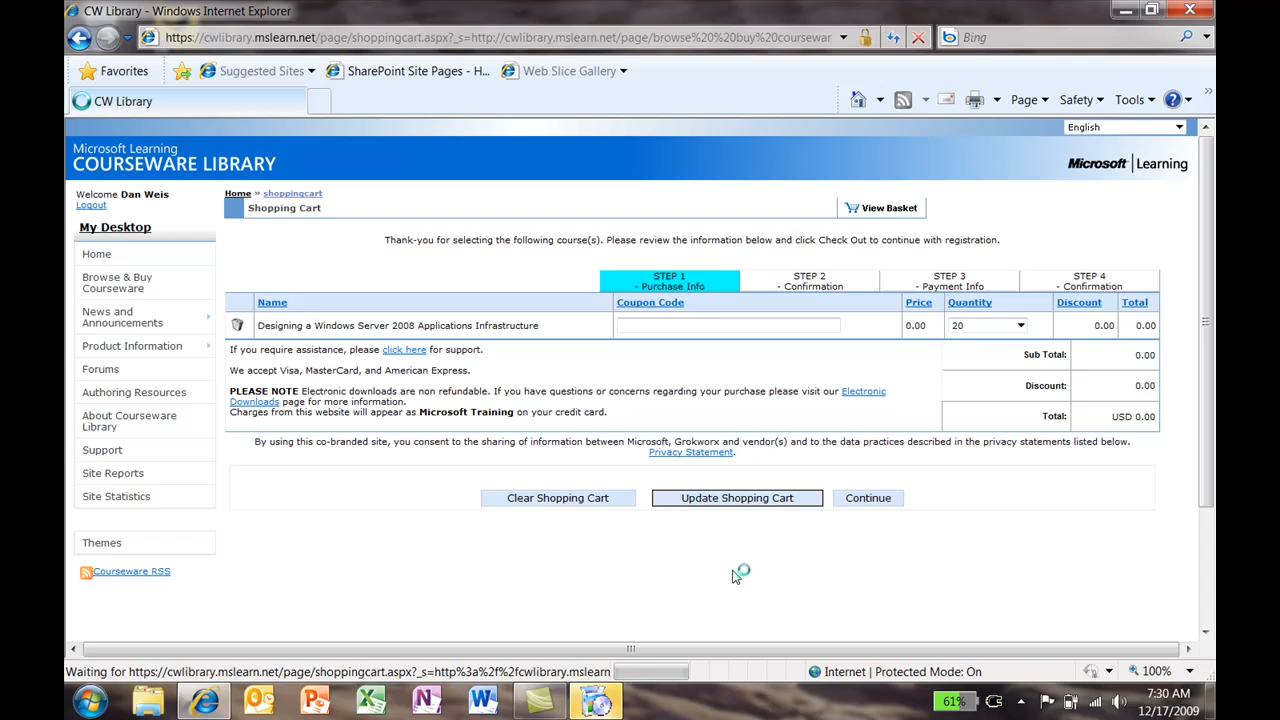 CW Library - Windows Internet Explorer
https://cwlibrary.mslearn.net/page/shoppingcart.aspx?_s=http://cwlibrary.mslearn.net/page/browse%20%20buy%20coursewar
Bing
Favorites
Suggested Sites
SharePoint Site Pages - H...
Web Slice Gallery
CW Library
Page
Safety
Tools
English
Microsoft Learning
COURSEWARE LIBRARY
Microsoft | Learning
Welcome Dan Weis
Logout
My Desktop
Home
Browse & Buy
Courseware
News and
Announcements
Product Information
Forums
Authoring Resources
About Courseware
Library
Support
Site Reports
Site Statistics
Themes
Courseware RSS
Home » shoppingcart
Shopping Cart
View Basket
Thank-you for selecting the following course(s). Please review the information below and click Check Out to continue with registration.
STEP 1
- Purchase Info
STEP 2
- Confirmation
STEP 3
- Payment Info
STEP 4
- Confirmation
Name Coupon Code Price Quantity Discount Total
Designing a Windows Server 2008 Applications Infrastructure 0.00 20 0.00 0.00
If you require assistance, please click here for support.
We accept Visa, MasterCard, and American Express.
PLEASE NOTE Electronic downloads are non refundable. If you have questions or concerns regarding your purchase please visit our Electronic
Downloads page for more information.
Charges from this website will appear as Microsoft Training on your credit card.
Sub Total: 0.00
Discount: 0.00
Total: USD 0.00
By using this co-branded site, you consent to the sharing of information between Microsoft, Grokworx and vendor(s) and to the data practices described in the privacy statements listed below.
Privacy Statement.
Clear Shopping Cart Update Shopping Cart Continue
Waiting for https://cwlibrary.mslearn.net/page/shoppingcart.aspx?_s=http%3a%2f%2fcwlibrary.mslearn
Internet | Protected Mode: On
100%
61%
7:30 AM
12/17/2009